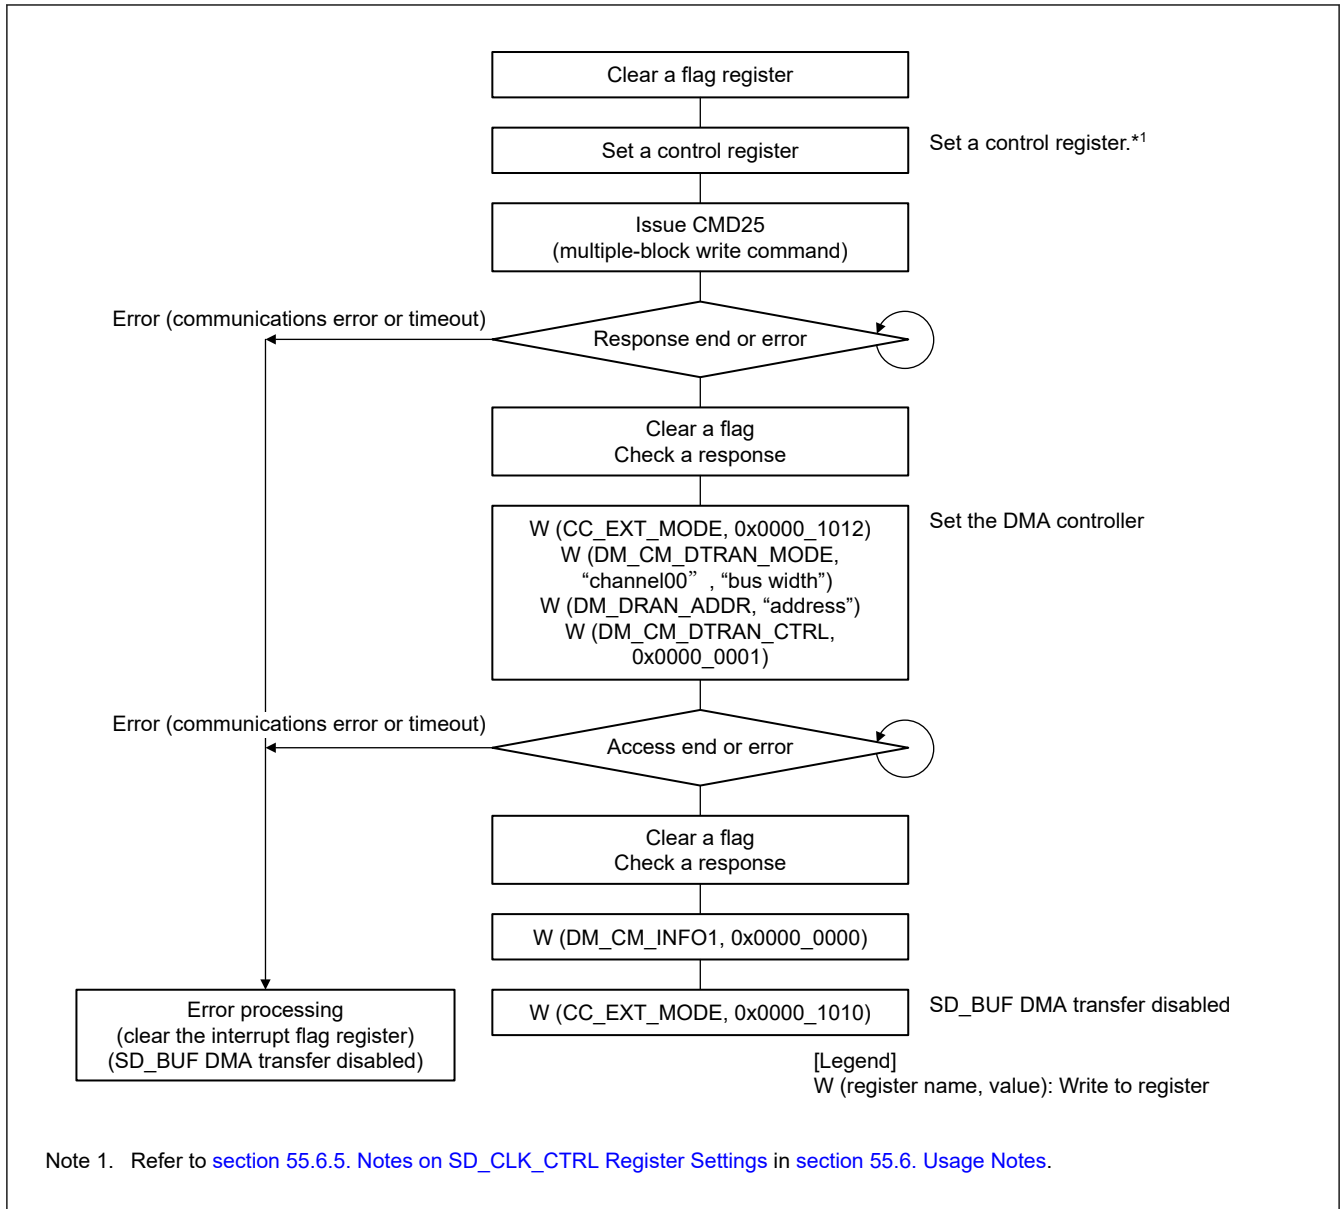 Clear a flag register
Set a control register
Set a control register.*1
Issue CMD25
(multiple-block write command)
Error (communications error or timeout)
Response end or error
Clear a flag
Check a response
W (CC_EXT_MODE, 0x0000_1012)
W (DM_CM_DTRAN_MODE,
“channel00” , “bus width”)
W (DM_DRAN_ADDR, “address”)
W (DM_CM_DTRAN_CTRL,
0x0000_0001)
Set the DMA controller
Error (communications error or timeout)
Access end or error
Clear a flag
Check a response
W (DM_CM_INFO1, 0x0000_0000)
W (CC_EXT_MODE, 0x0000_1010)
SD_BUF DMA transfer disabled
Error processing
(clear the interrupt flag register)
(SD_BUF DMA transfer disabled)
[Legend]
W (register name, value): Write to register
Note 1. Refer to section 55.6.5. Notes on SD_CLK_CTRL Register Settings in section 55.6. Usage Notes.